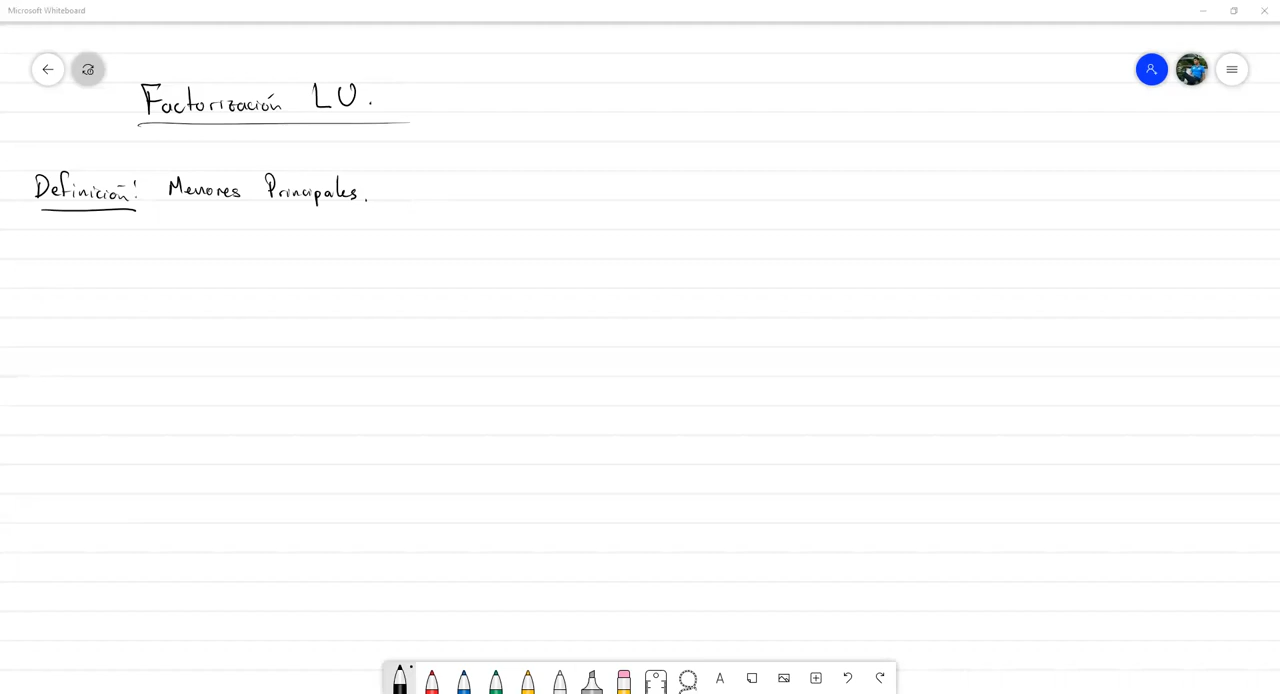 Microsoft Whiteboard
Factorización LU.
Definición: Menores Principales.
A